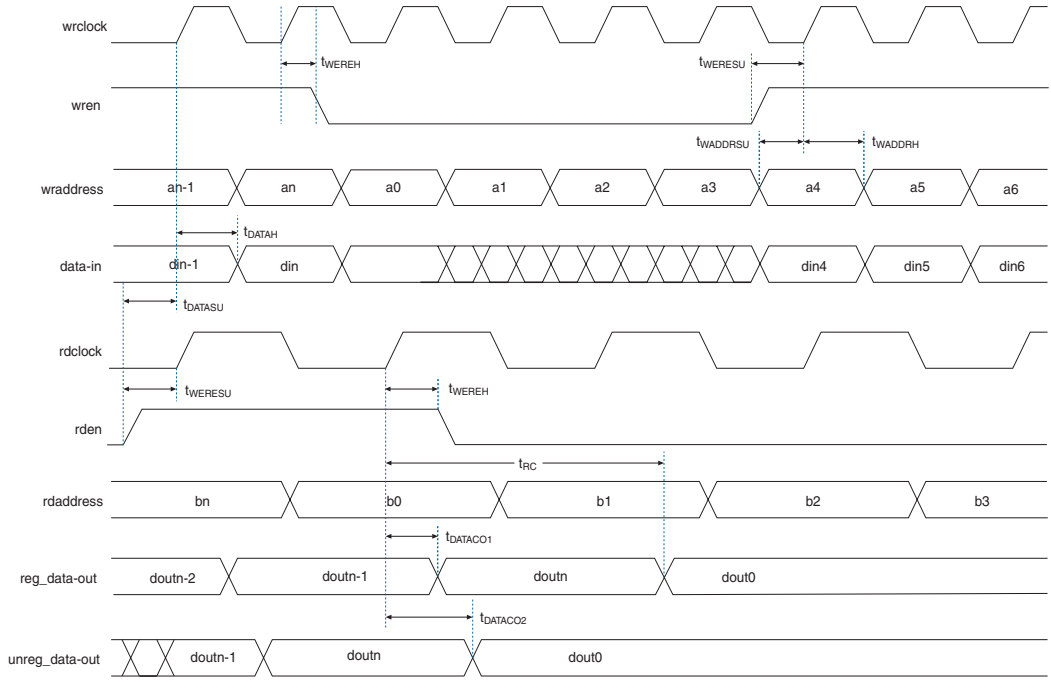 wrclock
tWEREH
tWERESU
wren
tWADDRSU tWADDRH
wraddress an-1 an a0 a1 a2 a3 a4 a5 a6
tDATAH
data-in din-1 din din4 din5 din6
tDATASU
rdclock
tWERESU tWEREH
rden
tRC
rdaddress bn b0 b1 b2 b3
tDATACO1
reg_data-out doutn-2 doutn-1 doutn dout0
tDATACO2
unreg_data-out doutn-1 doutn dout0